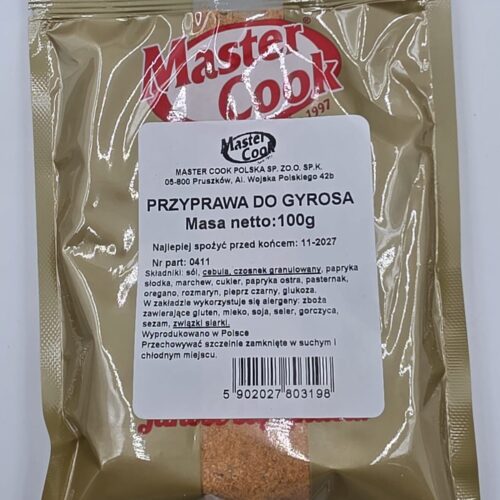 Master
Cook
1997
Master
Cook
MASTER COOK POLSKA SP. ZO.O. SP.K.
05-800 Pruszków, Al. Wojska Polskiego 42b
PRZYPRAWA DO GYROSA
Masa netto:100g
Najlepiej spożyć przed końcem: 11-2027
Nr part: 0411
Składniki: sól, cebula, czosnek granulowany, papryka
słodka, marchew, cukier, papryka ostra, pasternak,
oregano, rozmaryn, pieprz czarny, glukoza.
W zakładzie wykorzystuje się alergeny: zboża
zawierające gluten, mleko, soja, seler, gorczyca,
sezam, związki siarki.
Wyprodukowano w Polsce
Przechowywać szczelnie zamknięte w suchym i
chłodnym miejscu.
5 902027 803198